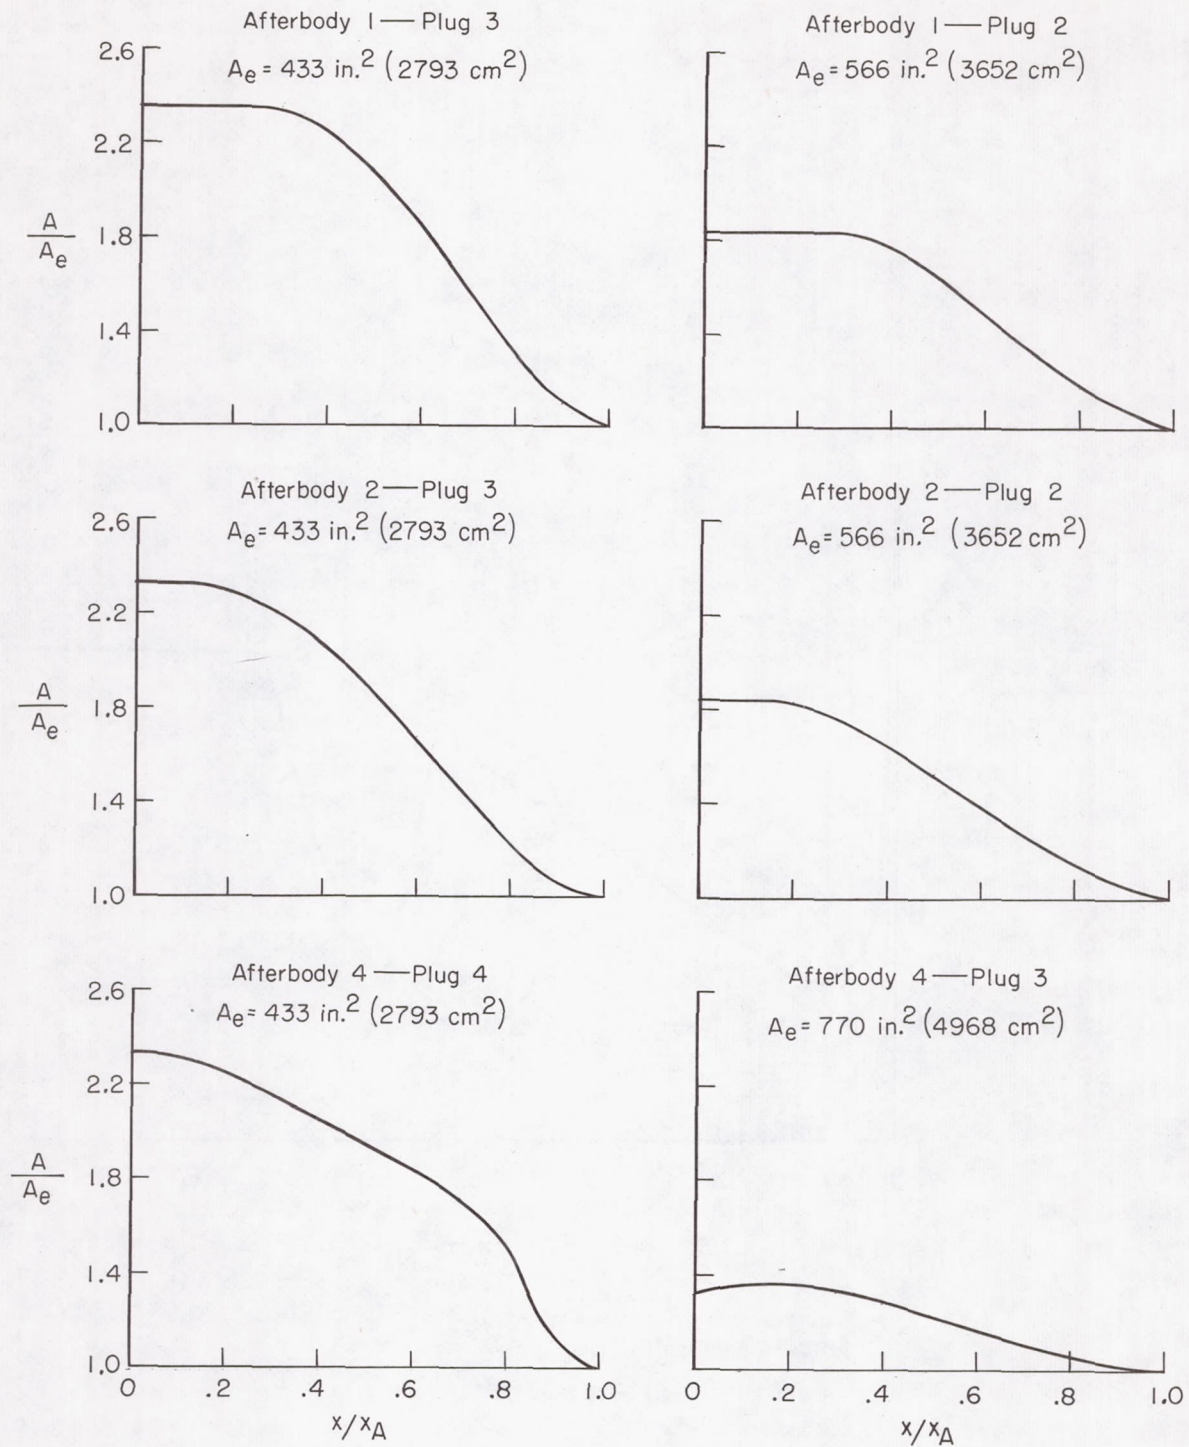 Afterbody 1 — Plug 3
Ae = 433 in.² (2793 cm²)
2.6
2.2
A/Ae
1.8
1.4
1.0
Afterbody 1 — Plug 2
Ae = 566 in.² (3652 cm²)
Afterbody 2 — Plug 3
Ae = 433 in.² (2793 cm²)
2.6
2.2
A/Ae
1.8
1.4
1.0
Afterbody 2 — Plug 2
Ae = 566 in.² (3652 cm²)
Afterbody 4 — Plug 4
Ae = 433 in.² (2793 cm²)
2.6
2.2
A/Ae
1.8
1.4
1.0
0 .2 .4 .6 .8 1.0
x/xA
Afterbody 4 — Plug 3
Ae = 770 in.² (4968 cm²)
0 .2 .4 .6 .8 1.0
x/xA